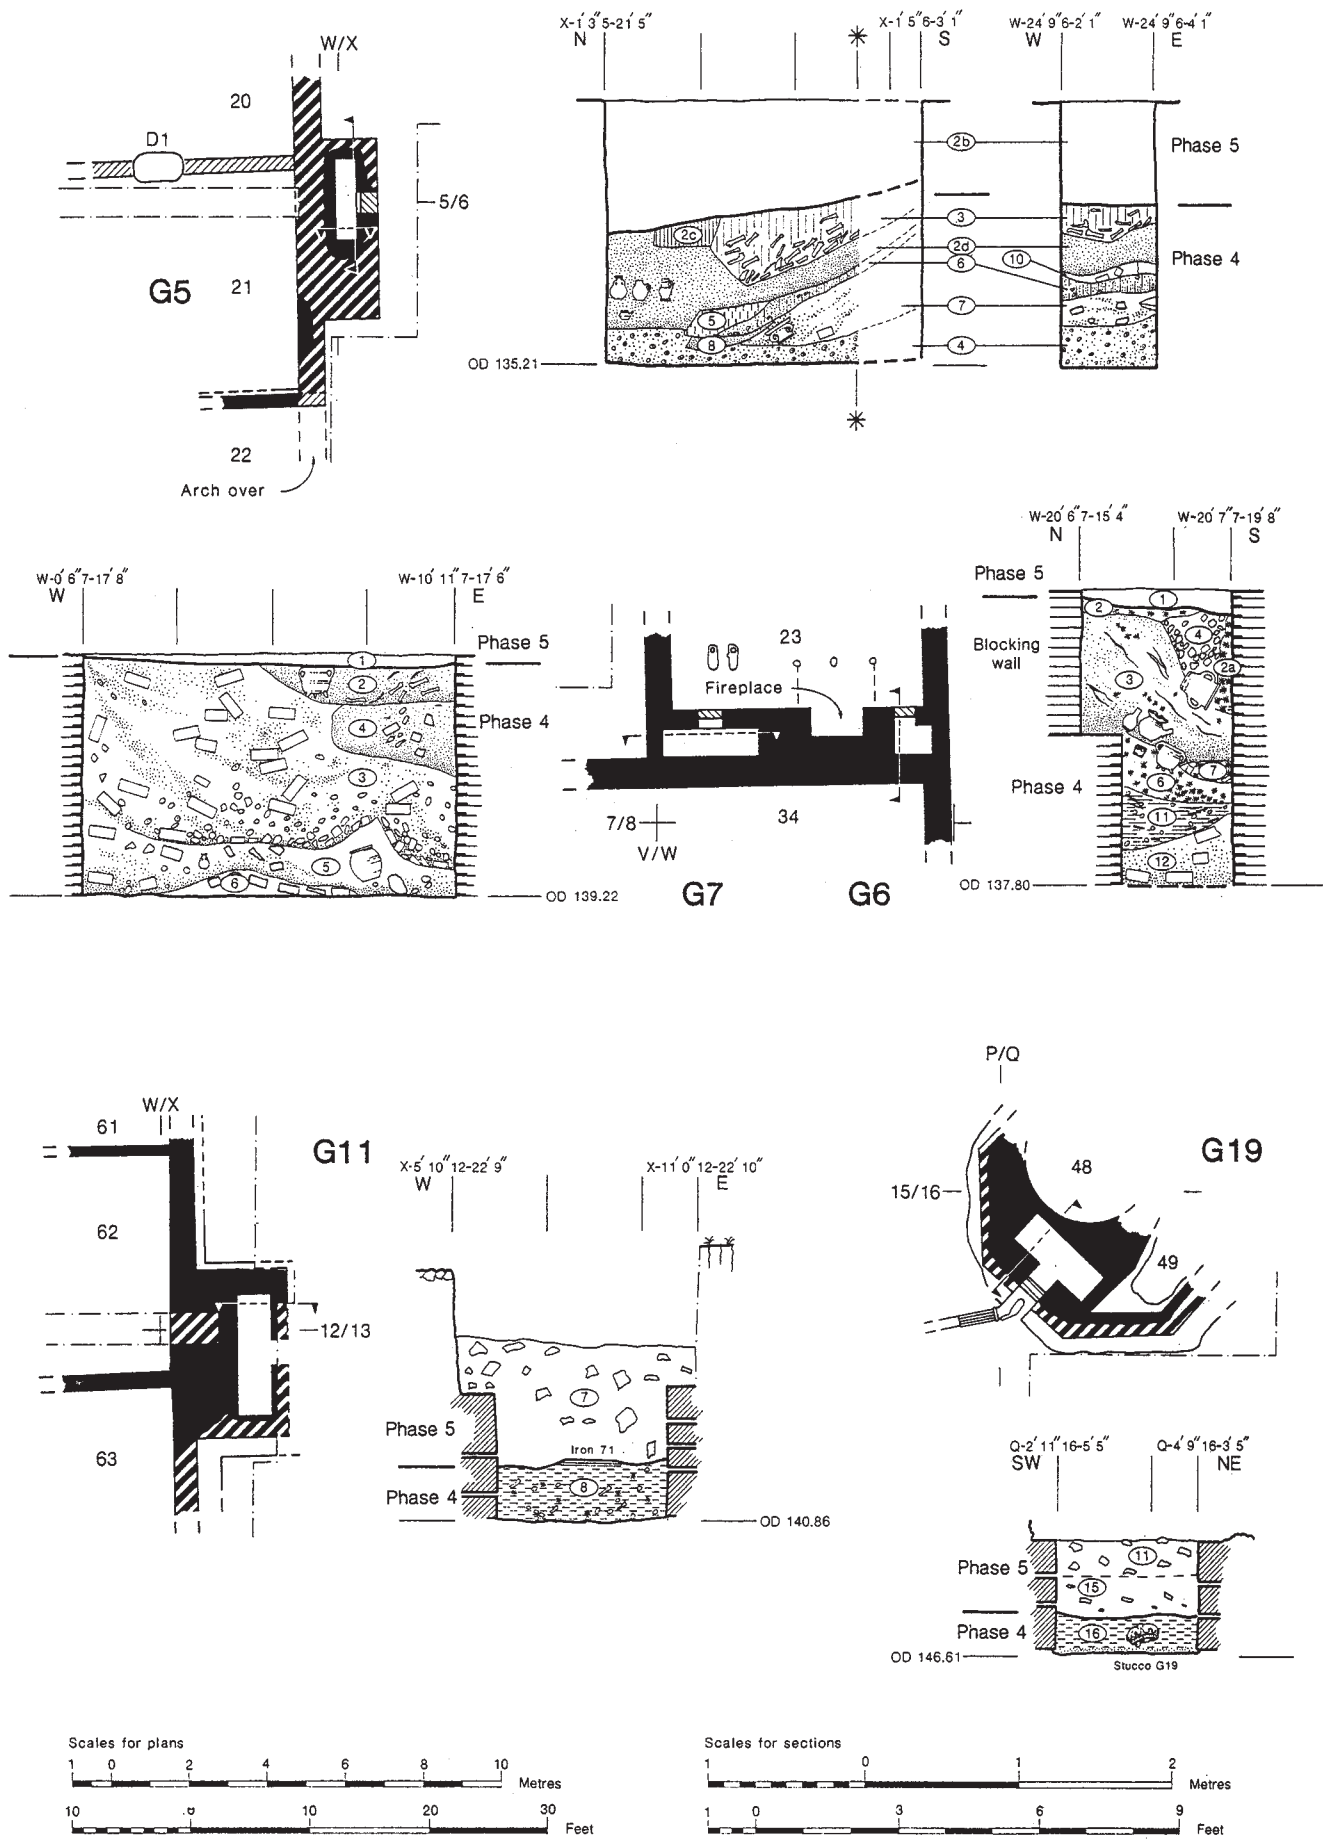 W/X
20
D1
5/6
G5
21
22
Arch over
X-1′ 3″ 5-21′ 5″
N
X-1′ 5″ 6-3′ 1″
S
W-24′ 9″ 6-2′ 1″
W
W-24′ 9″ 6-4′ 1″
E
2b
Phase 5
2c
3
2d
10
6
Phase 4
7
5
8
4
OD 135.21
W-0′ 6″ 7-17′ 8″
W
W-10′ 11″ 7-17′ 6″
E
Phase 5
1
2
4
Phase 4
3
5
6
OD 139.22
23
Fireplace
7/8
V/W
34
G7
G6
W-20′ 6″ 7-15′ 4″
N
W-20′ 7″ 7-19′ 8″
S
Phase 5
1
2
4
Blocking
wall
2a
3
7
6
Phase 4
11
12
OD 137.80
W/X
61
G11
62
12/13
63
X-5′ 10″ 12-22′ 9″
W
X-11′ 0″ 12-22′ 10″
E
7
Phase 5
Iron 71
8
Phase 4
OD 140.86
P/Q
G19
48
15/16
49
Q-2′ 11″ 16-5′ 5″
SW
Q-4′ 9″ 16-3′ 5″
NE
11
Phase 5
15
Phase 4
16
OD 146.61
Stucco G19
Scales for plans
1 0 2 4 6 8 10
Metres
10 0 10 20 30
Feet
Scales for sections
1 0 1 2
Metres
1 0 3 6 9
Feet